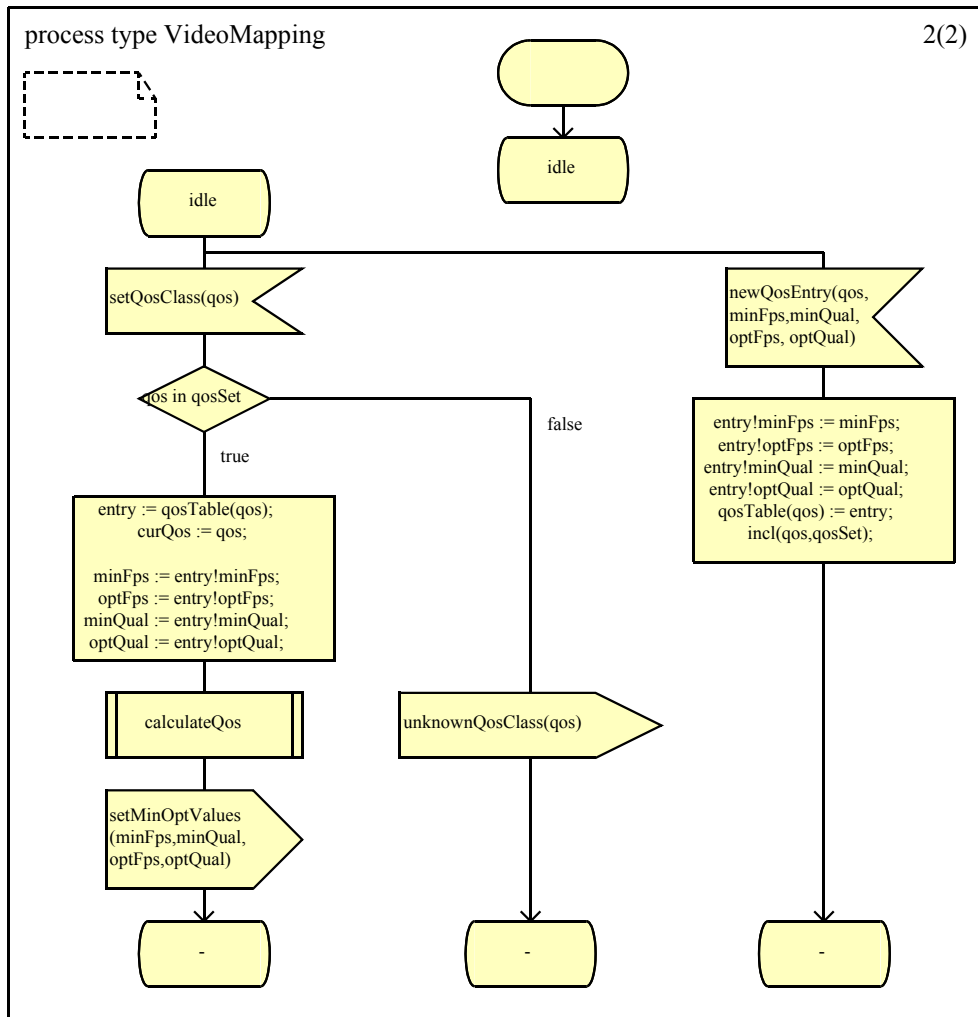 process type VideoMapping
2(2)
idle
idle
setQosClass(qos)
newQosEntry(qos,
minFps,minQual,
optFps, optQual)
qos in qosSet
false
true
entry!minFps := minFps;
entry!optFps := optFps;
entry!minQual := minQual;
entry!optQual := optQual;
qosTable(qos) := entry;
incl(qos,qosSet);
entry := qosTable(qos);
curQos := qos;
minFps := entry!minFps;
optFps := entry!optFps;
minQual := entry!minQual;
optQual := entry!optQual;
calculateQos
unknownQosClass(qos)
setMinOptValues
(minFps,minQual,
optFps,optQual)
-
-
-